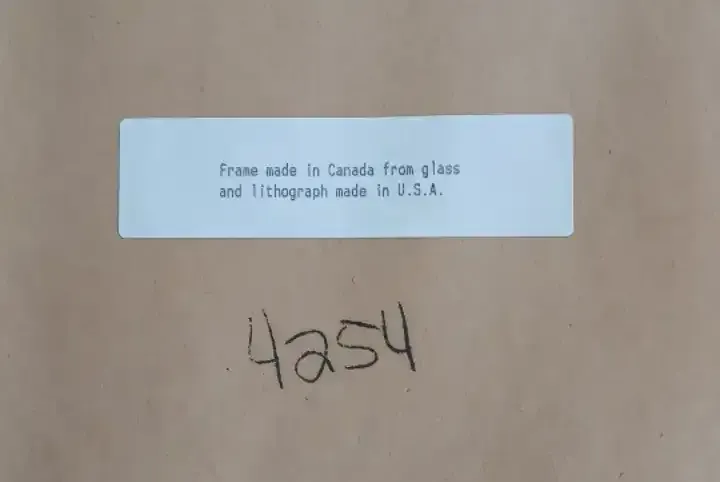 Frame made in Canada from glass
and lithograph made in U.S.A.
4254